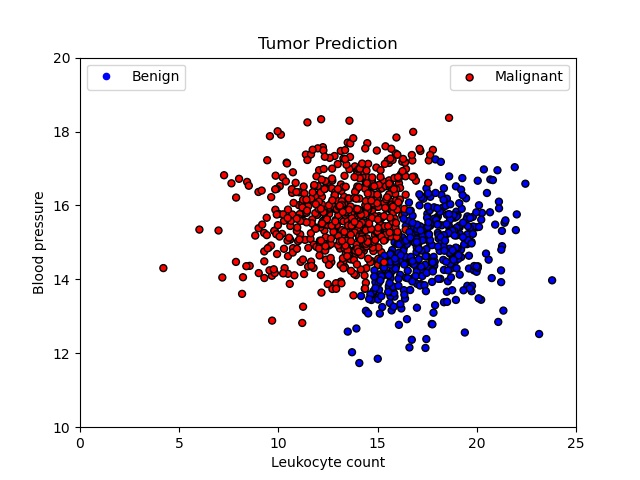 Tumor Prediction
Benign
Malignant
20
18
16
14
12
10
Blood pressure
0 5 10 15 20 25
Leukocyte count